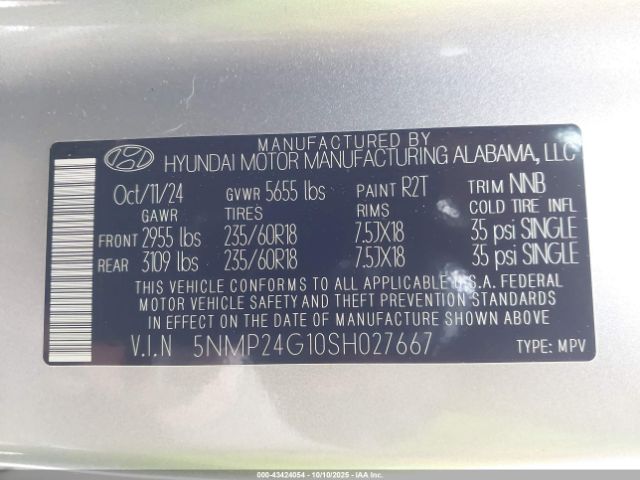 MANUFACTURED BY
HYUNDAI MOTOR MANUFACTURING ALABAMA, LLC
Oct/11/24 GVWR 5655 lbs PAINT R2T TRIM NNB
GAWR TIRES RIMS COLD TIRE INFL
FRONT 2955 lbs 235/60R18 7.5JX18 35 psi SINGLE
REAR 3109 lbs 235/60R18 7.5JX18 35 psi SINGLE
THIS VEHICLE CONFORMS TO ALL APPLICABLE U.S.A. FEDERAL
MOTOR VEHICLE SAFETY AND THEFT PREVENTION STANDARDS
IN EFFECT ON THE DATE OF MANUFACTURE SHOWN ABOVE
V.I.N 5NMP24G10SH027667 TYPE: MPV
000-43424054 - 10/10/2025 - IAAI Inc.